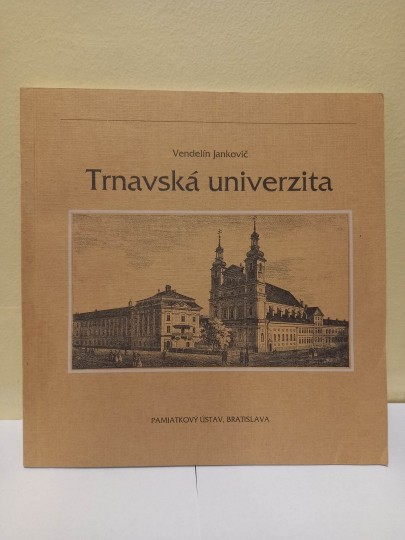 Vendelín Jankovič
Trnavská univerzita
PAMIATKOVÝ ÚSTAV, BRATISLAVA